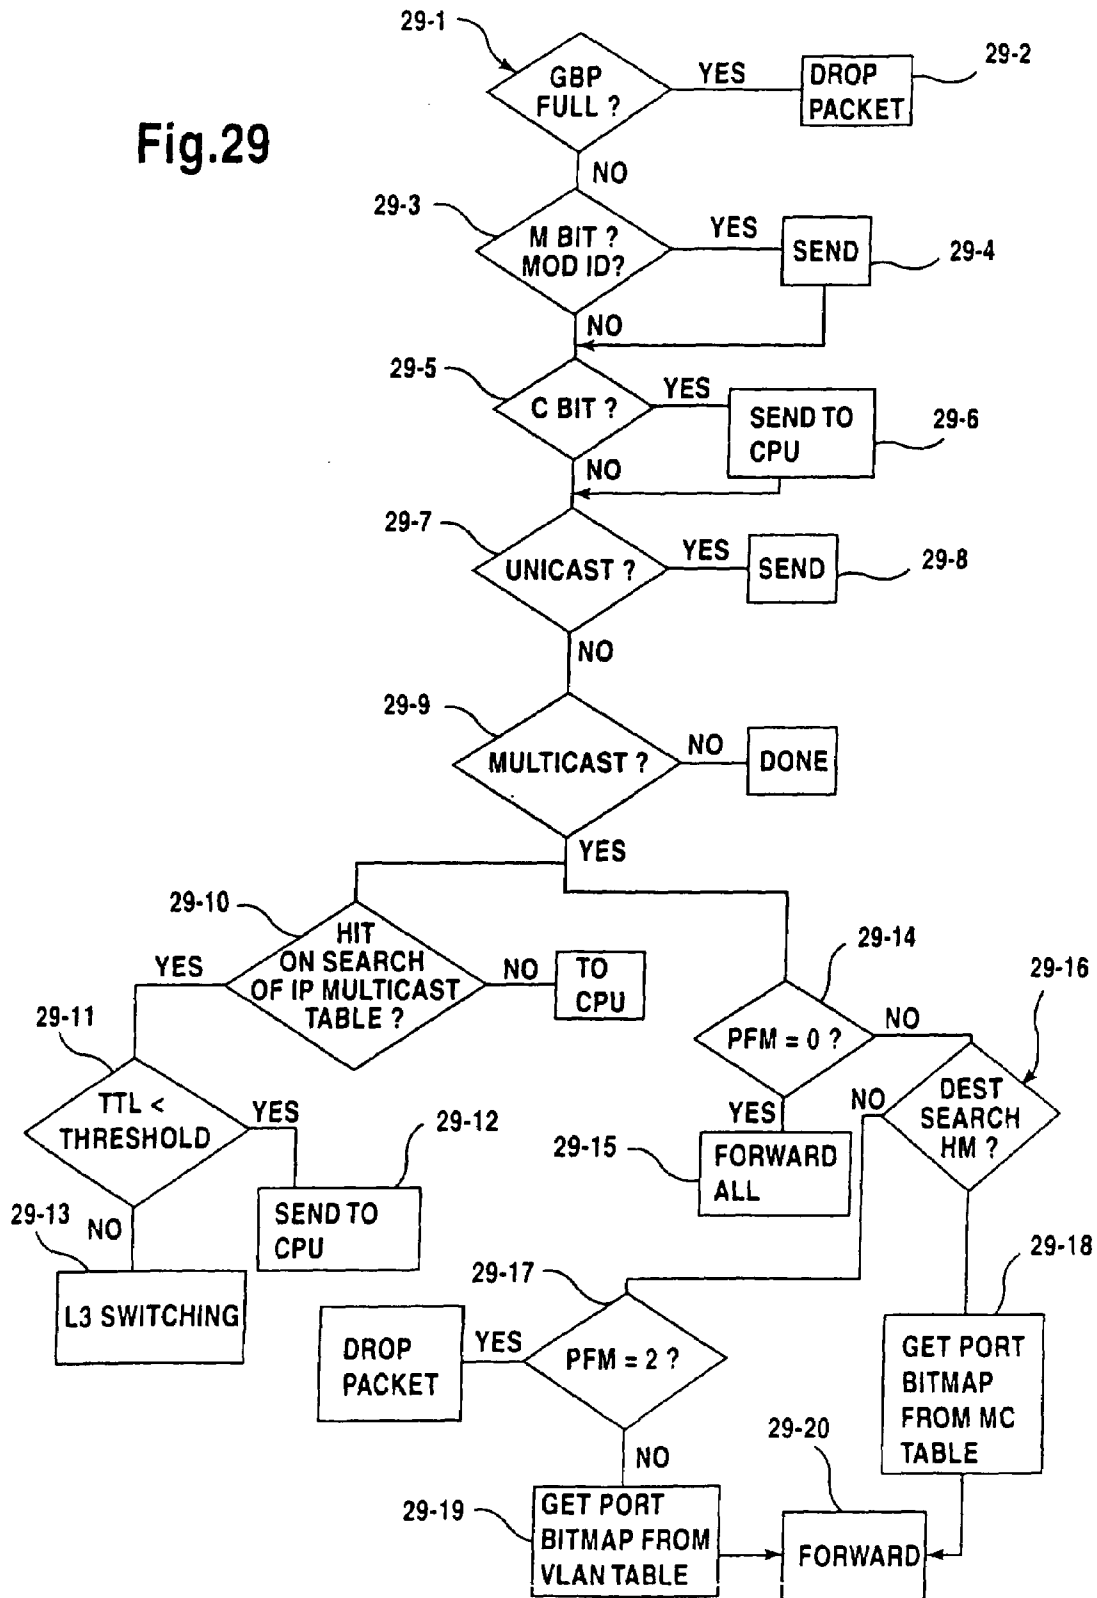 29-1
GBP
FULL ?
YES
DROP
PACKET
29-2
Fig.29
NO
29-3
M BIT ?
MOD ID?
YES
SEND
29-4
NO
29-5
C BIT ?
YES
SEND TO
CPU
29-6
NO
29-7
UNICAST ?
YES
SEND
29-8
NO
29-9
MULTICAST ?
NO
DONE
YES
29-10
HIT
ON SEARCH
OF IP MULTICAST
TABLE ?
YES
NO
TO
CPU
29-11
TTL <
THRESHOLD
YES
29-12
SEND TO
CPU
29-13
NO
L3 SWITCHING
29-14
PFM = 0 ?
NO
29-16
YES
29-15
FORWARD
ALL
DEST
SEARCH
HM ?
NO
29-17
PFM = 2 ?
YES
DROP
PACKET
NO
29-18
GET PORT
BITMAP
FROM MC
TABLE
29-19
GET PORT
BITMAP FROM
VLAN TABLE
29-20
FORWARD